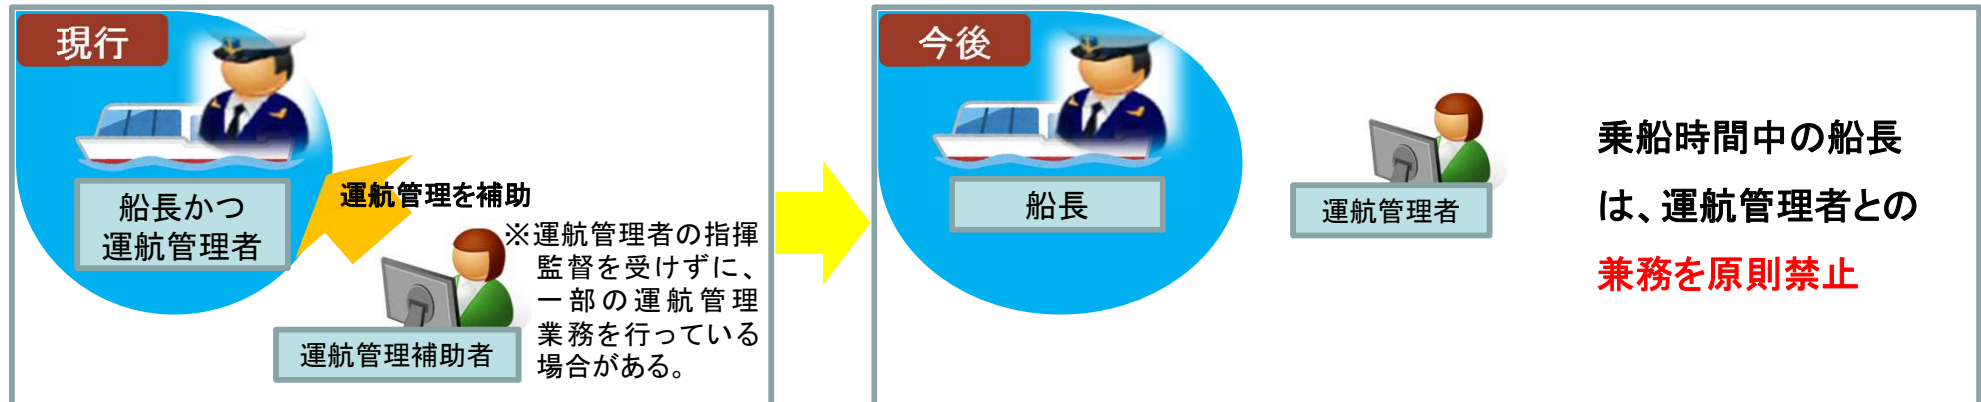 現行
船長かつ
運航管理者
運航管理を補助
※運航管理者の指揮
監督を受けずに、
一部の運航管理
業務を行っている
場合がある。
運航管理補助者
今後
船長
運航管理者
乗船時間中の船長
は、運航管理者との
兼務を原則禁止